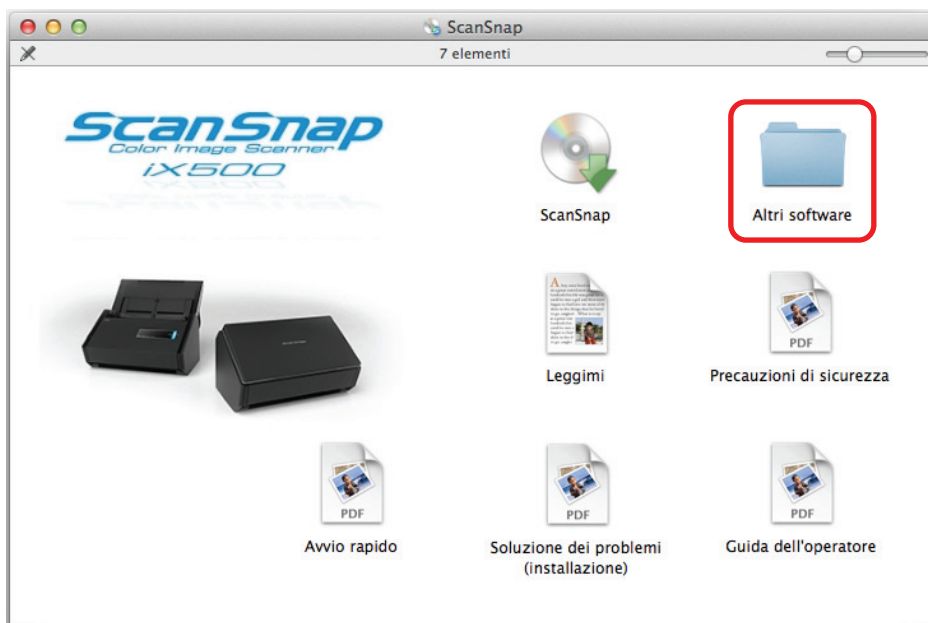 ScanSnap
7 elementi
ScanSnap
Color Image Scanner
iX500
ScanSnap
Altri software
Leggimi
PDF
Precauzioni di sicurezza
PDF
Avvio rapido
PDF
Soluzione dei problemi
(installazione)
PDF
Guida dell'operatore